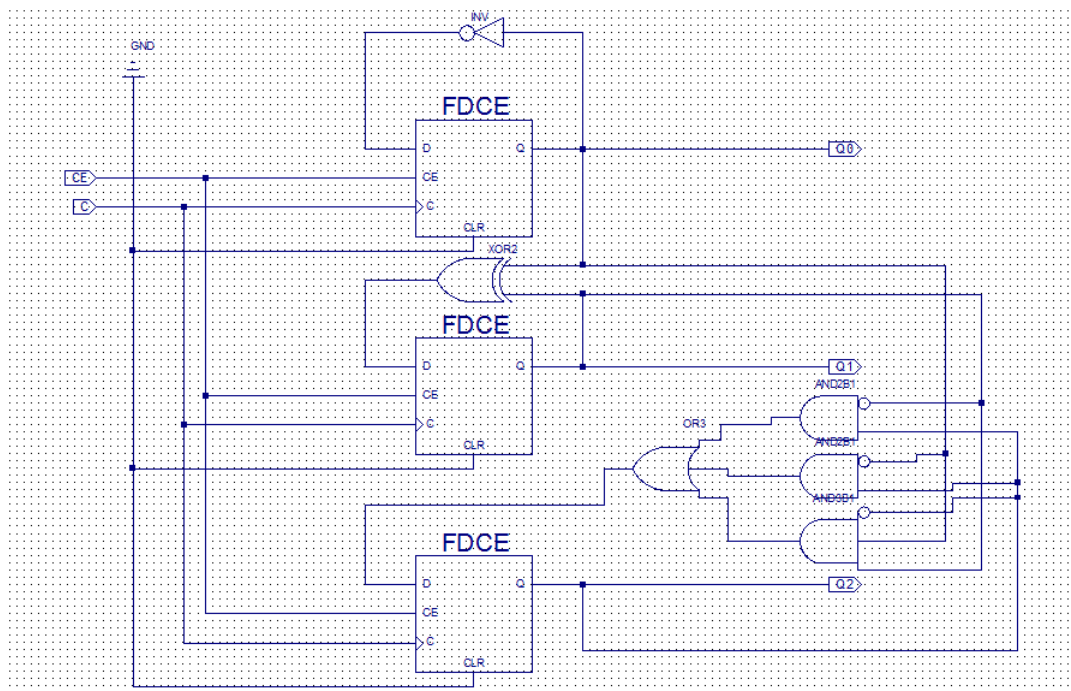 INV
GND
FDCE
D Q
Q0
CE
CE
C
C
CLR
XOR2
FDCE
D Q
Q1
CE
AND2B1
C
OR3
CLR
AND2B1
AND3B1
FDCE
D Q
Q2
CE
C
CLR